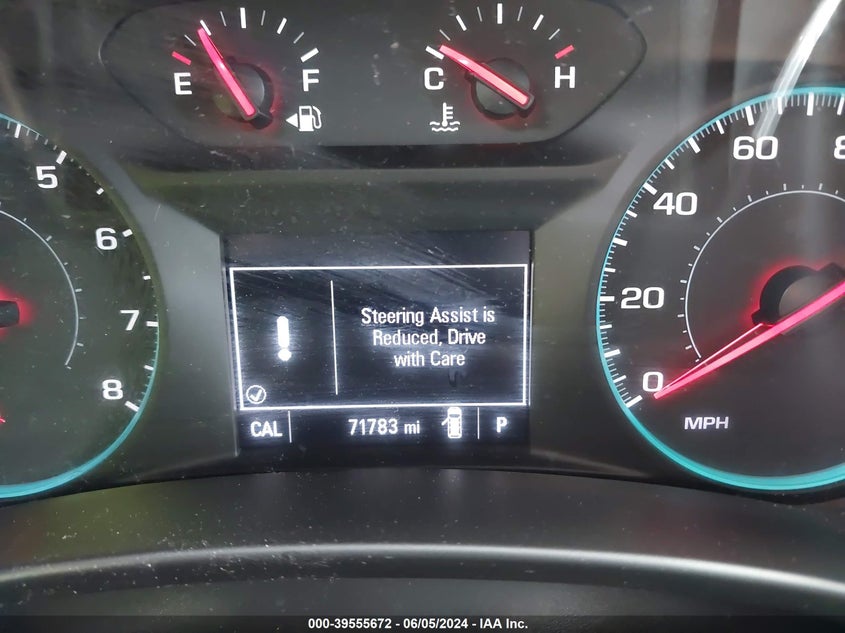 E F
C H
5
6
7
8
60
8
40
20
0
MPH
Steering Assist is
Reduced, Drive
with Care
CAL 71783 mi P
000-39555672 - 06/05/2024 - IAA Inc.